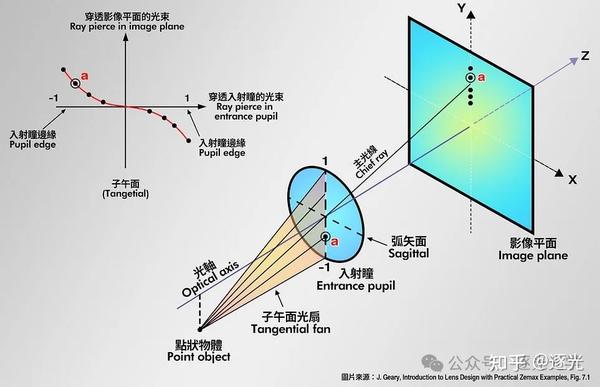 穿透影像平面的光束
Ray pierce in image plane
a
-1
1
穿透入射瞳的光束
Ray pierce in
entrance pupil
入射瞳邊緣
Pupil edge
入射瞳邊緣
Pupil edge
子午面
(Tangetial)
Y
Z
X
a
影像平面
Image plane
主光線
Chief ray
1
a
-1
弧矢面
Sagittal
入射瞳
Entrance pupil
光軸
Optical axis
子午面光扇
Tangential fan
點狀物體
Point object
公众号
知乎 @逐光
圖片來源：J. Geary, Introduction to Lens Design with Practical Zemax Examples, Fig. 7.1